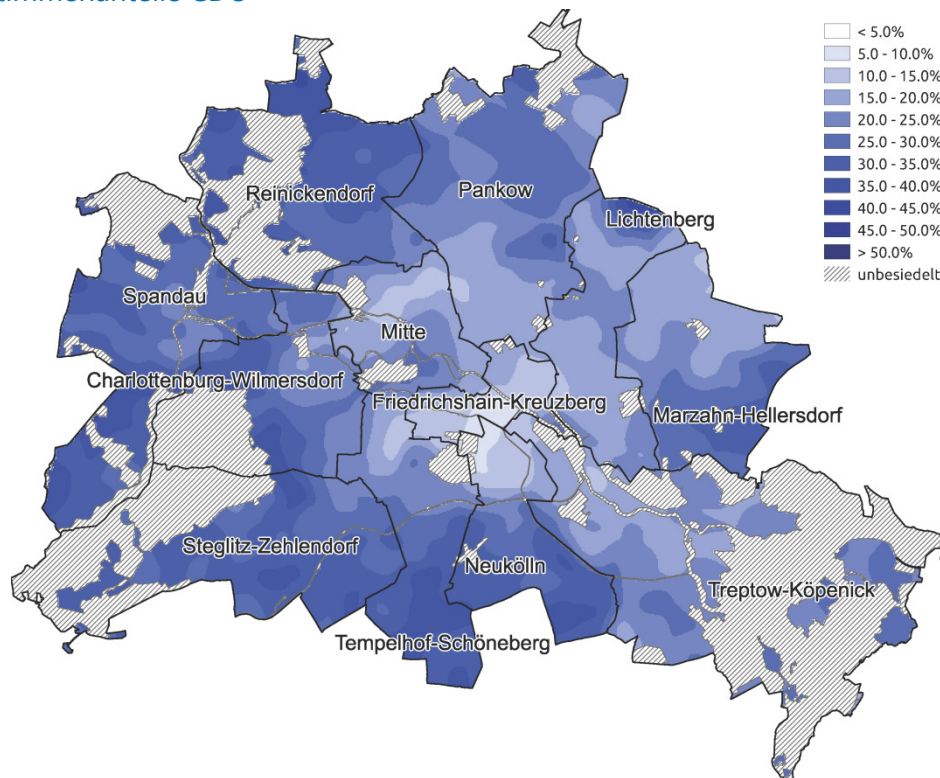 < 5.0%
5.0 - 10.0%
10.0 - 15.0%
15.0 - 20.0%
20.0 - 25.0%
25.0 - 30.0%
30.0 - 35.0%
35.0 - 40.0%
40.0 - 45.0%
45.0 - 50.0%
> 50.0%
unbesiedelt
Reinickendorf
Pankow
Lichtenberg
Spandau
Mitte
Charlottenburg-Wilmersdorf
Friedrichshain-Kreuzberg
Marzahn-Hellersdorf
Steglitz-Zehlendorf
Neukölln
Treptow-Köpenick
Tempelhof-Schöneberg